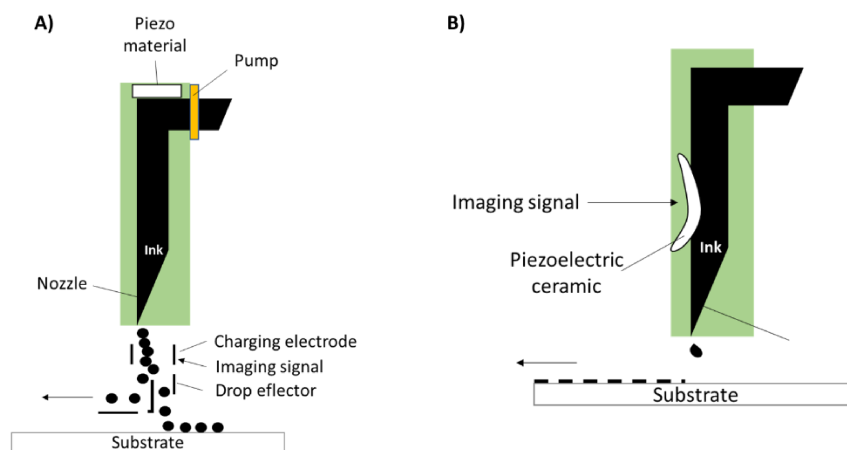 A)
Piezo
material
Pump
Ink
Nozzle
Charging electrode
Imaging signal
Drop eflector
Substrate
B)
Imaging signal
Ink
Piezoelectric
ceramic
Substrate